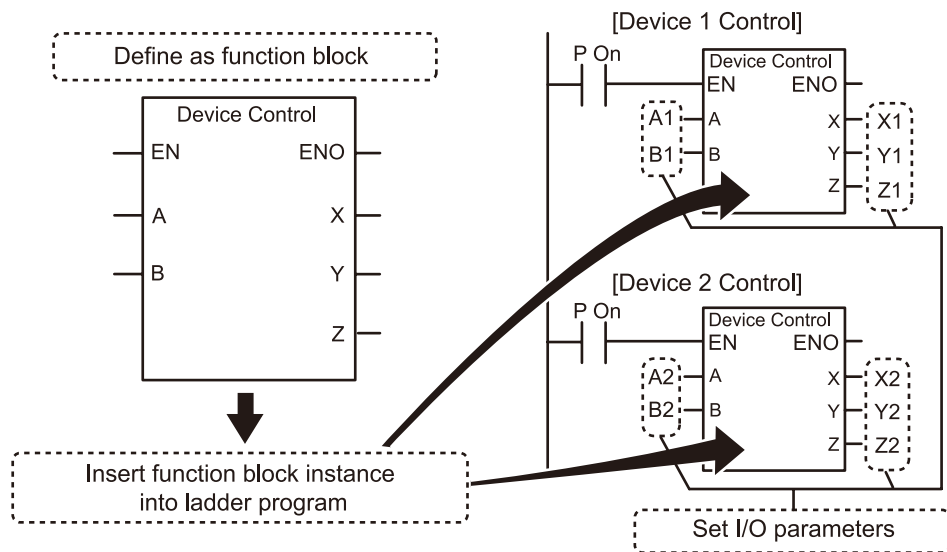 Define as function block
Device Control
EN ENO
A X
B Y
Z
Insert function block instance
into ladder program
[Device 1 Control]
P On
Device Control
EN ENO
A1 A X X1
B1 B Y Y1
Z Z1
[Device 2 Control]
P On
Device Control
EN ENO
A2 A X X2
B2 B Y Y2
Z Z2
Set I/O parameters